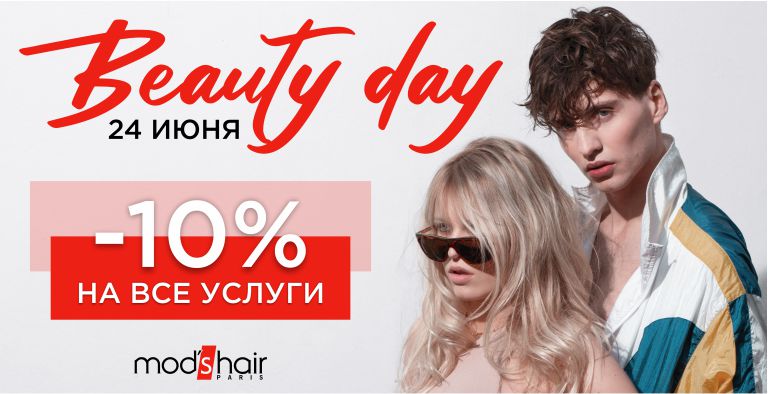 Beauty day
24 ИЮНЯ
-10%
НА ВСЕ УСЛУГИ
mod's hair
PARIS